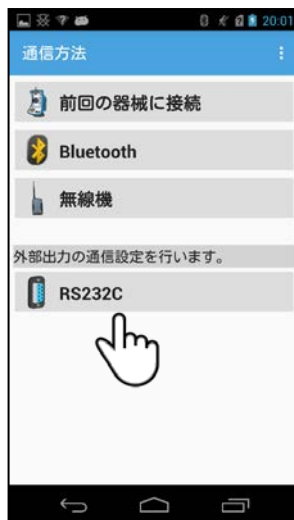 20:01
通信方法
前回の器械に接続
Bluetooth
無線機
外部出力の通信設定を行います。
RS232C